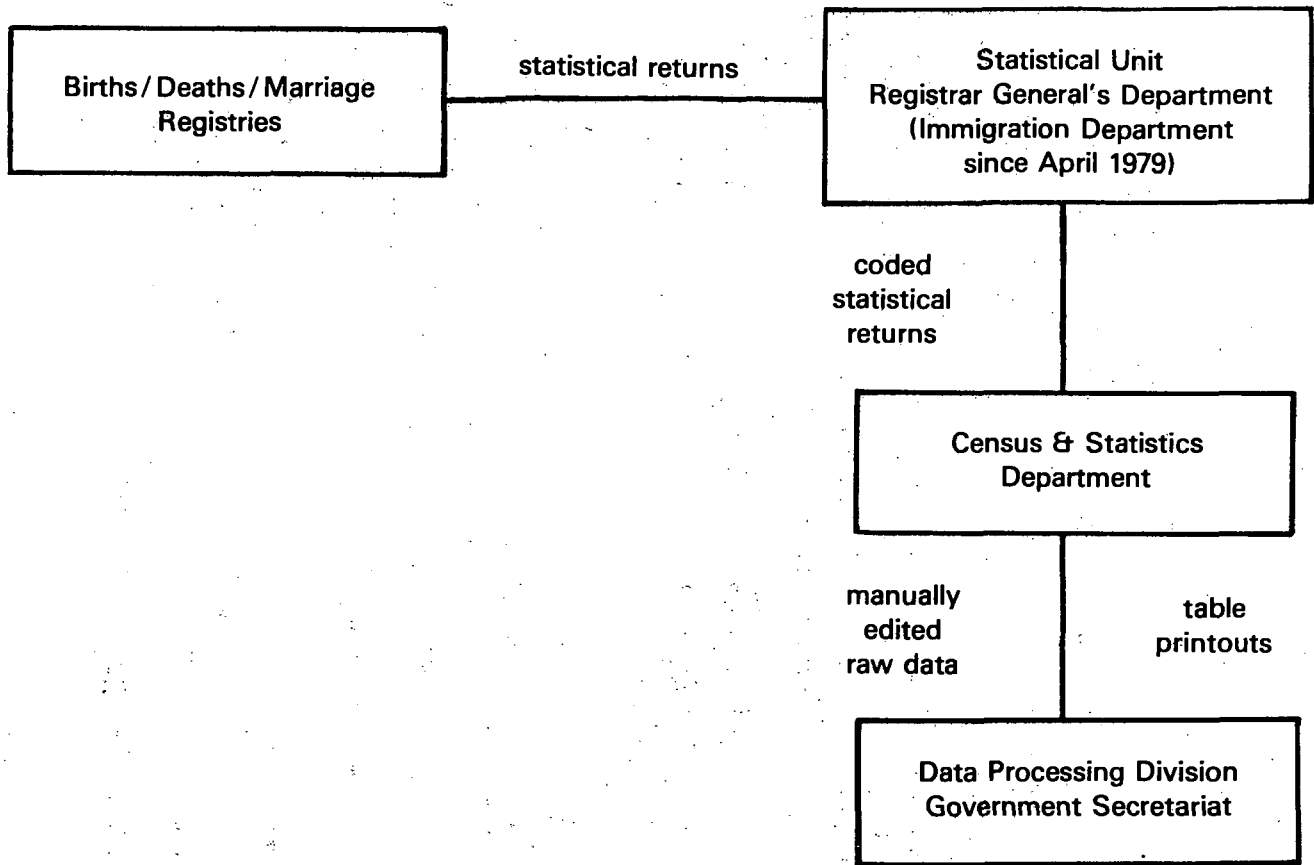 Births/Deaths/Marriage
Registries
statistical returns
Statistical Unit
Registrar General's Department
(Immigration Department
since April 1979)
coded
statistical
returns
Census & Statistics
Department
manually
edited
raw data
table
printouts
Data Processing Division
Government Secretariat